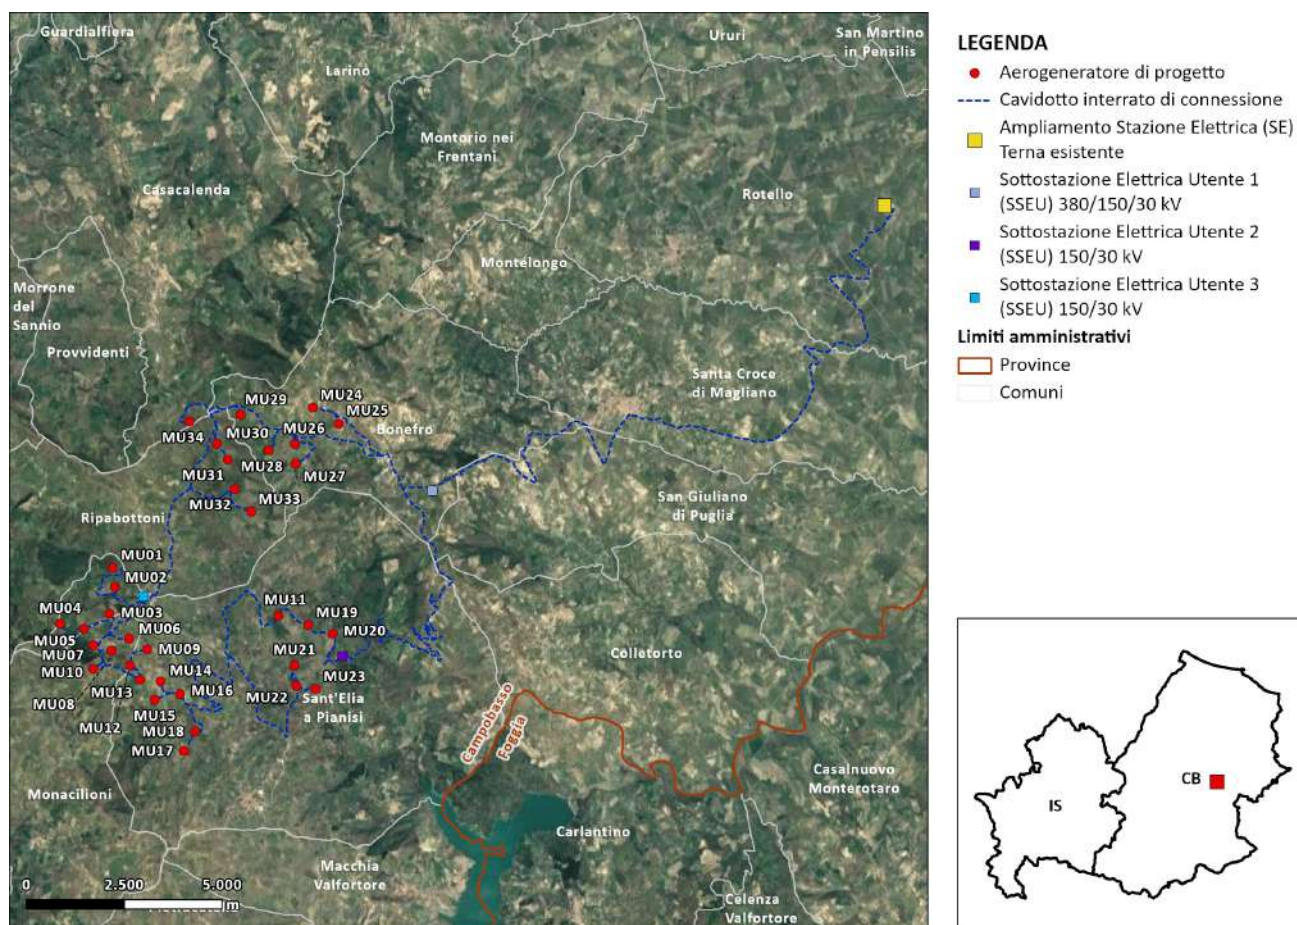 Guardialfiera
Ururi
San Martino
in Pensilis
Larino
Montorio nei
Frentani
Casacalenda
Rotello
Montelongo
Morrone
del
Sannio
Provvidenti
Santa Croce
di Magliano
MU24
MU29
MU25
MU34
MU30
MU26
Bonefro
MU31
MU28
MU27
MU32
MU33
San Giuliano
di Puglia
Ripabottoni
MU01
MU02
MU04
MU03
MU11
MU19
MU05
MU06
MU20
MU07
MU09
MU21
Colletorto
MU10
MU14
MU23
MU08
MU13
MU16
MU22
Sant'Elia
a Pianisi
MU12
MU15
MU18
MU17
Campobasso
Foggia
Casalnuovo
Monterotaro
Monacilioni
Carlantino
Macchia
Valfortore
Celenza
Valfortore
0 2.500 5.000
m
LEGENDA
Aerogeneratore di progetto
Cavidotto interrato di connessione
Ampliamento Stazione Elettrica (SE)
Terna esistente
Sottostazione Elettrica Utente 1
(SSEU) 380/150/30 kV
Sottostazione Elettrica Utente 2
(SSEU) 150/30 kV
Sottostazione Elettrica Utente 3
(SSEU) 150/30 kV
Limiti amministrativi
Province
Comuni
CB
IS